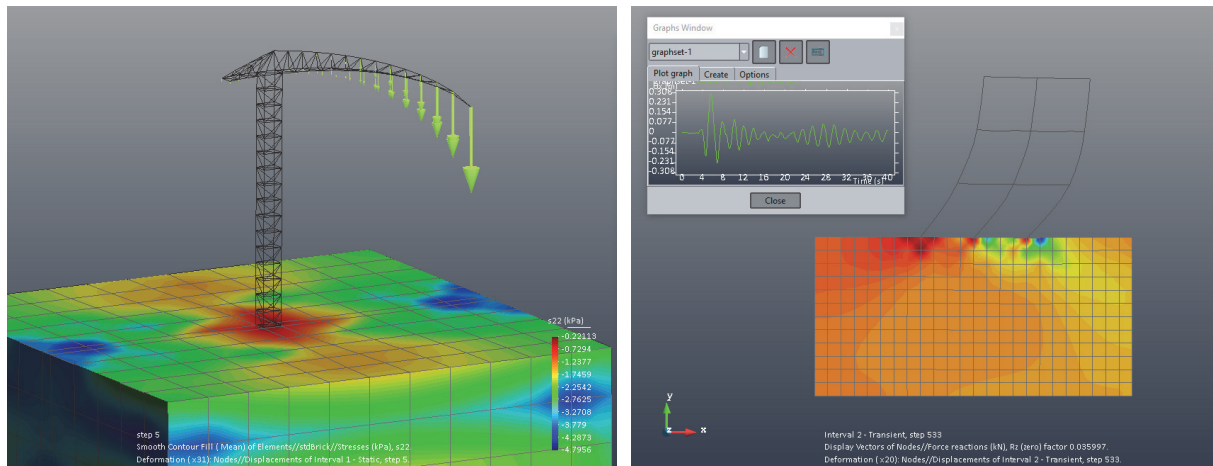 s22 (kPa)
-0.22113
-0.7294
-1.2377
-1.7459
-2.2542
-2.7625
-3.2708
-3.779
-4.2873
-4.7956
step 5
Smooth Contour Fill ( Mean) of Elements//stdBrick//Stresses (kPa), s22.
Deformation ( x31): Nodes//Displacements of Interval 1 - Static, step 5.
Graphs Window
graphset-1
Plot graph Create Options
0.308
0.231
0.154
0.077
0
-0.077
-0.154
-0.231
-0.308
0 4 8 12 16 20 24 28 32 36 40
Time (s)
Close
y
z x
Interval 2 - Transient, step 533
Display Vectors of Nodes//Force reactions (kN), Rz (zero) factor 0.035997.
Deformation ( x20): Nodes//Displacements of Interval 2 - Transient, step 533.